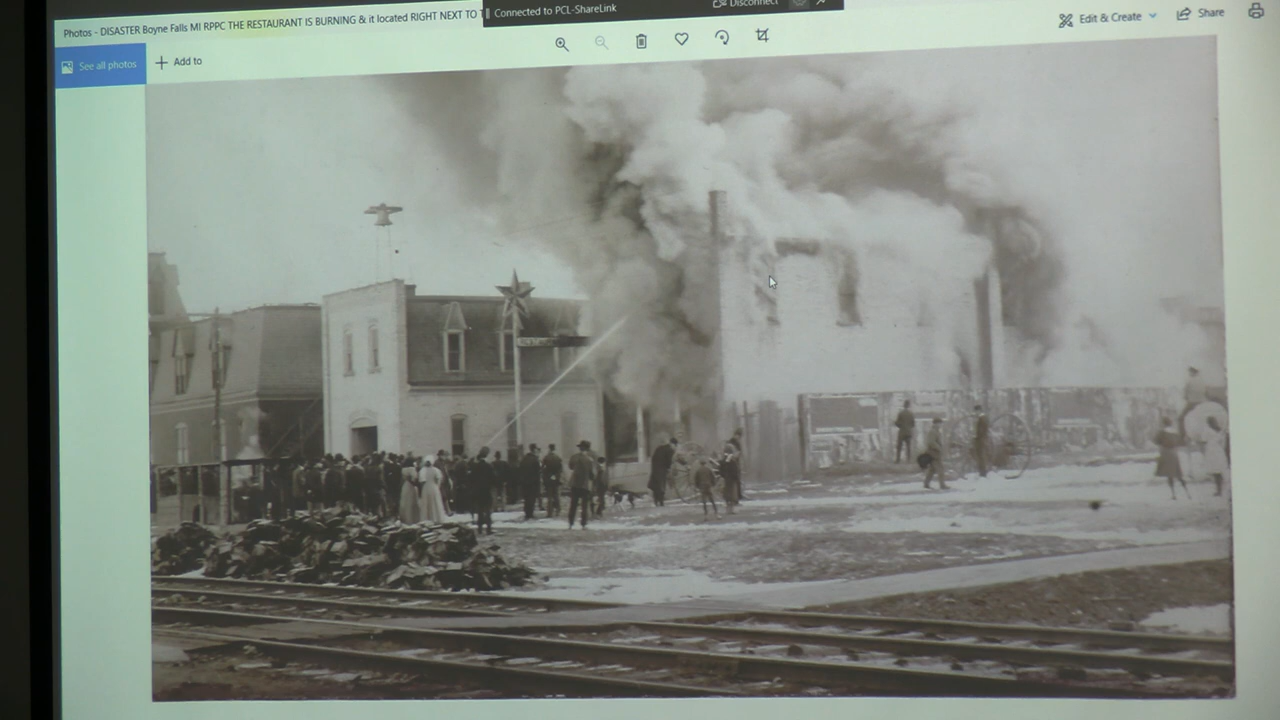 Photos - DISASTER Boyne Falls MI RPPC THE RESTAURANT IS BURNING & it located RIGHT NEXT TO
Connected to PCL-ShareLink
Disconnect
See all photos
Add to
Edit & Create
Share